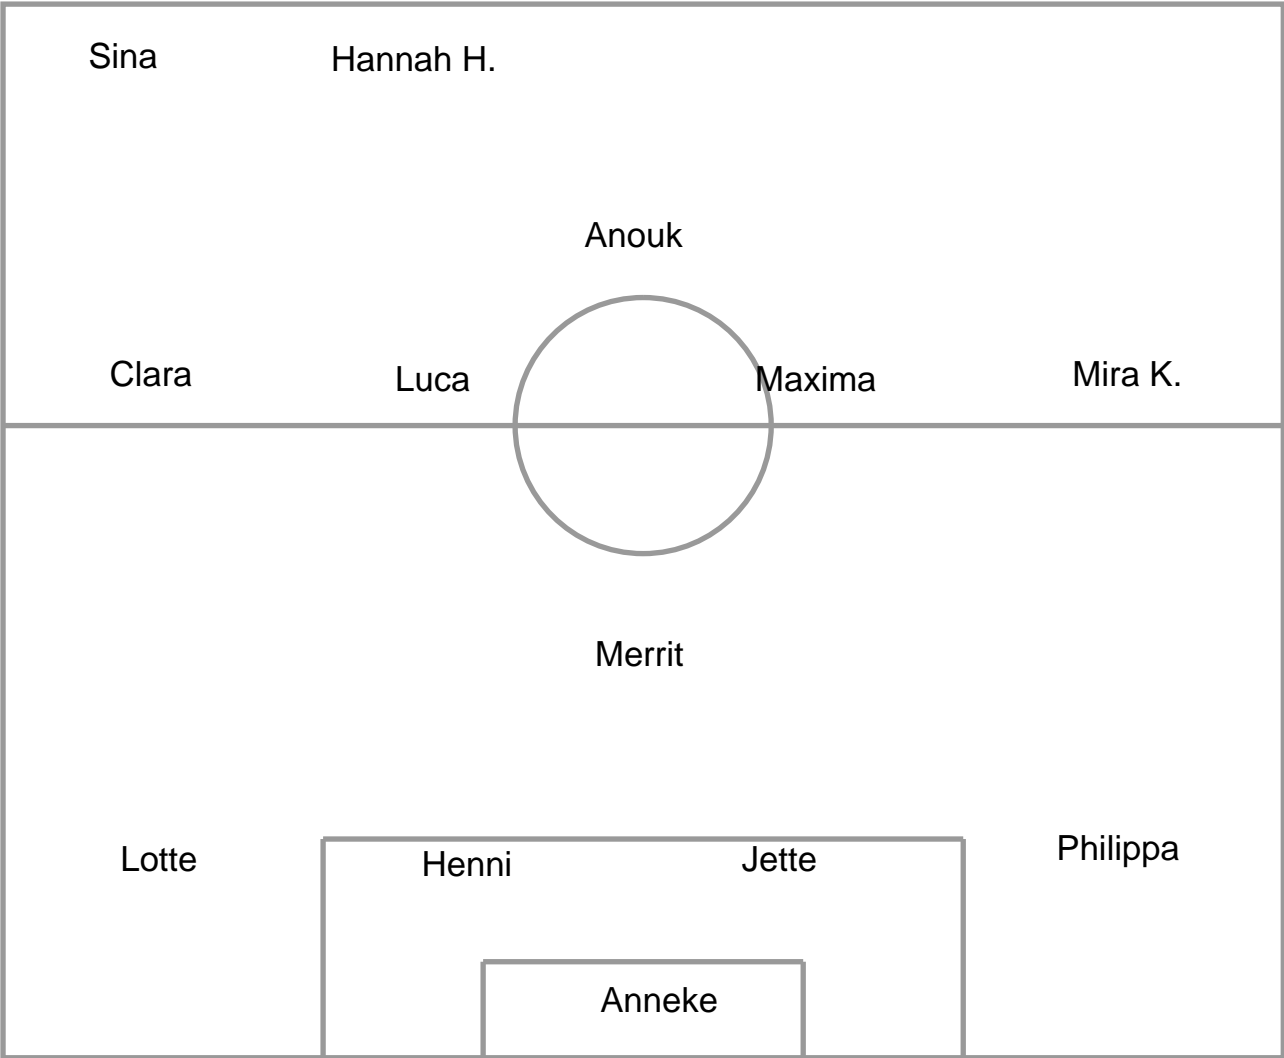 Sina Hannah H.
Anouk
Clara Luca Maxima Mira K.
Merrit
Lotte Henni Jette Philippa
Anneke